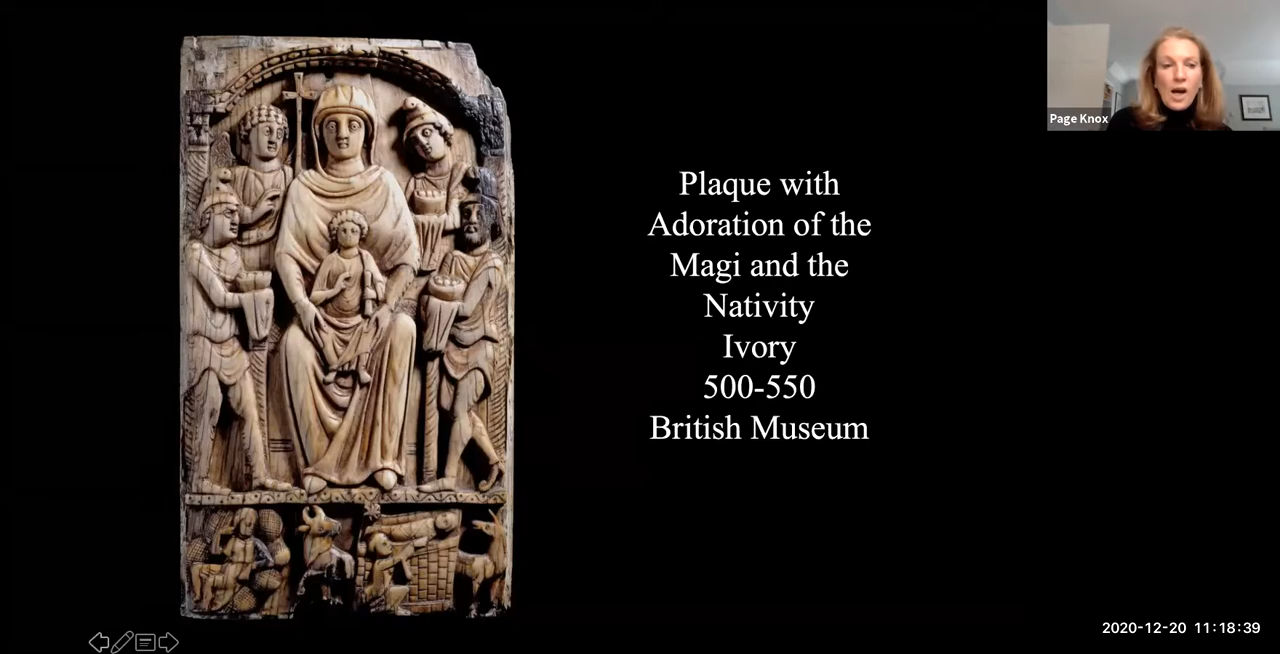 Page Knox
Plaque with
Adoration of the
Magi and the
Nativity
Ivory
500-550
British Museum
2020-12-20 11:18:39